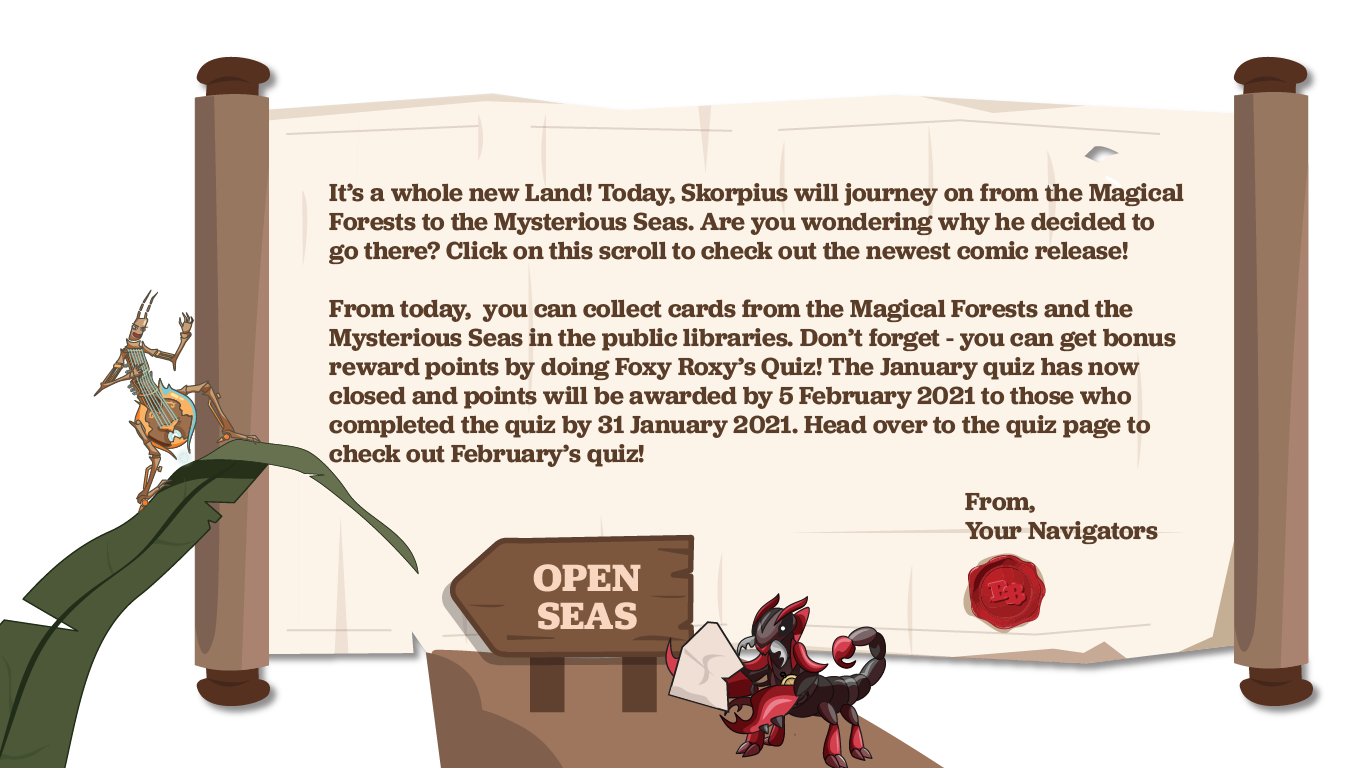 It's a whole new Land! Today, Skorpius will journey on from the Magical
Forests to the Mysterious Seas. Are you wondering why he decided to
go there? Click on this scroll to check out the newest comic release!
From today,  you can collect cards from the Magical Forests and the
Mysterious Seas in the public libraries. Don't forget - you can get bonus
reward points by doing Foxy Roxy's Quiz! The January quiz has now
closed and points will be awarded by 5 February 2021 to those who
completed the quiz by 31 January 2021. Head over to the quiz page to
check out February's quiz!
From,
Your Navigators
OPEN
SEAS